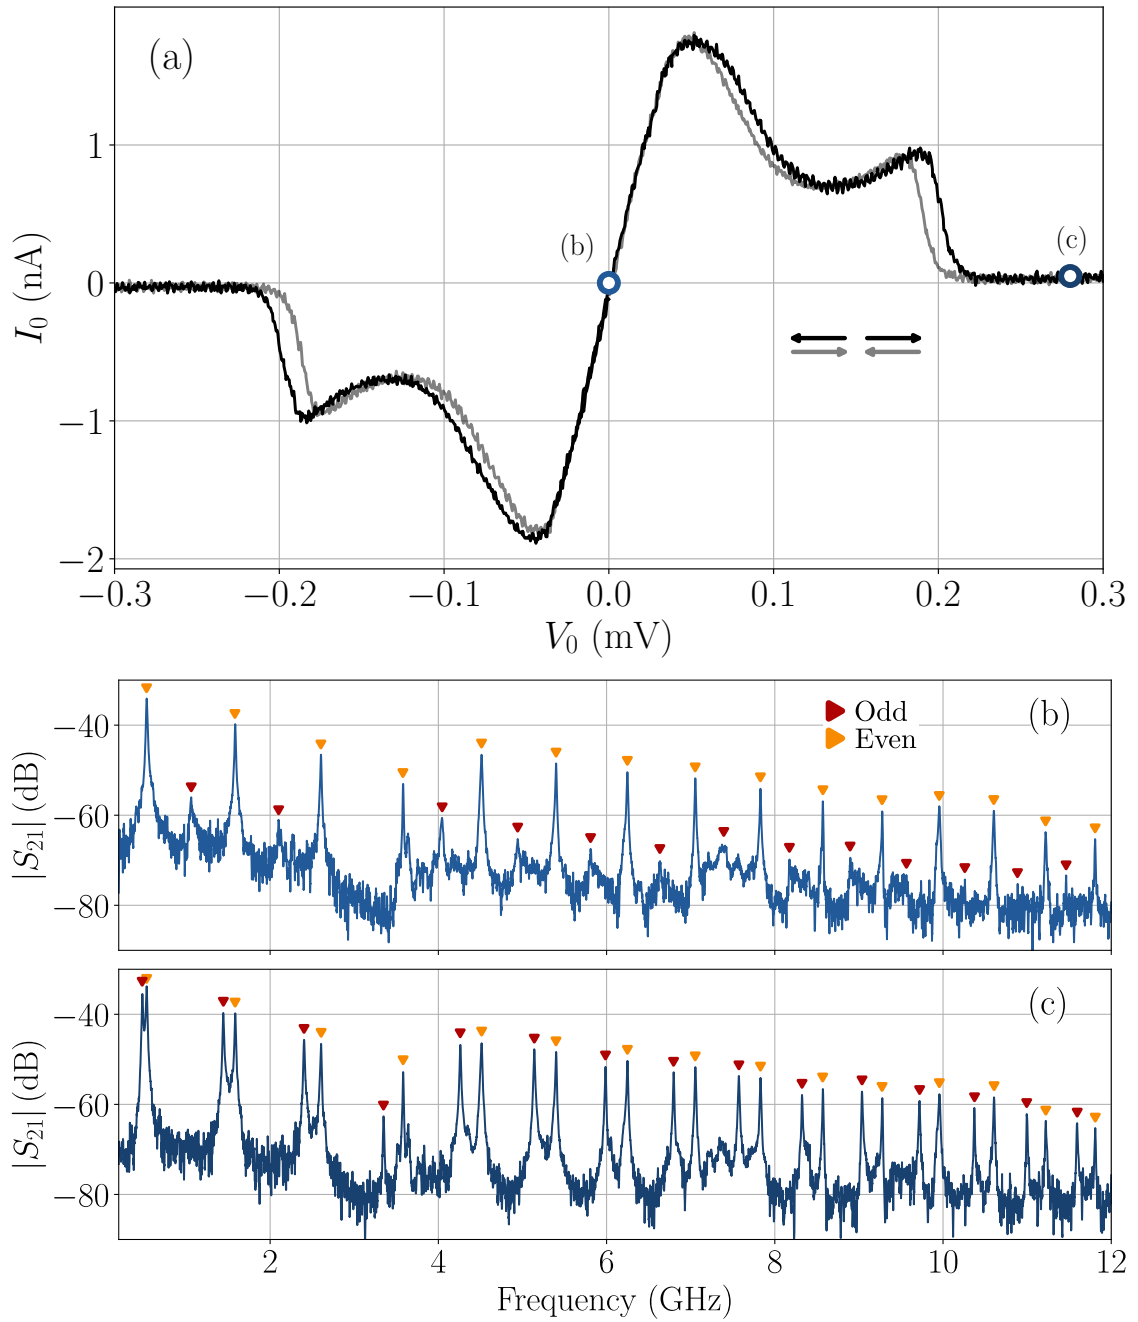 (a)
I₀ (nA)
1
0
−1
−2
(b)
(c)
−0.3 −0.2 −0.1 0.0 0.1 0.2 0.3
V₀ (mV)
|S₂₁| (dB)
−40
−60
−80
Odd
Even
(b)
|S₂₁| (dB)
−40
−60
−80
(c)
2 4 6 8 10 12
Frequency (GHz)